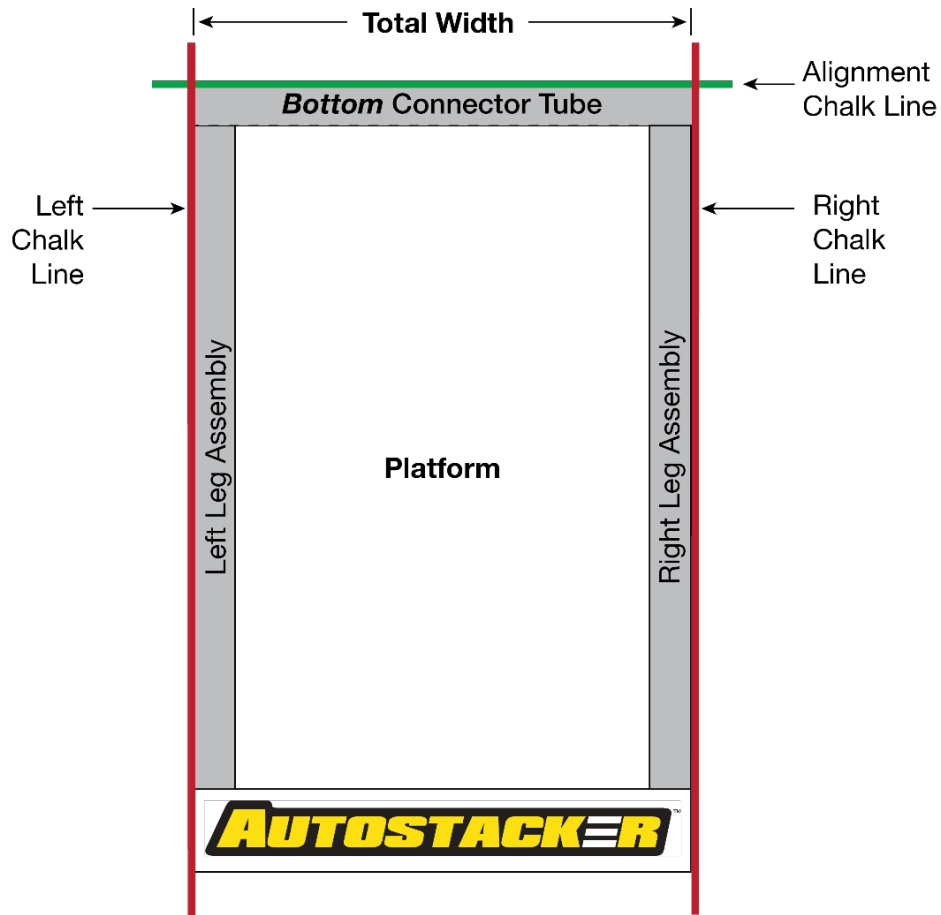 Total Width
Alignment
Chalk Line
Bottom Connector Tube
Left
Chalk
Line
Right
Chalk
Line
Left Leg Assembly
Right Leg Assembly
Platform
AUTOSTACKER™